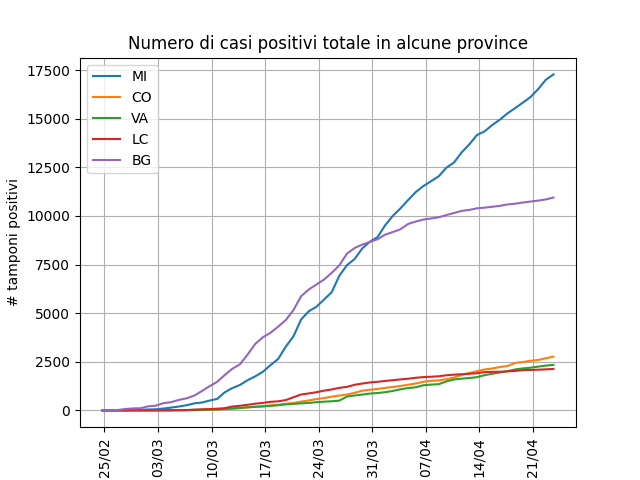 Numero di casi positivi totale in alcune province
# tamponi positivi
17500
15000
12500
10000
7500
5000
2500
0
MI
CO
VA
LC
BG
25/02
03/03
10/03
17/03
24/03
31/03
07/04
14/04
21/04